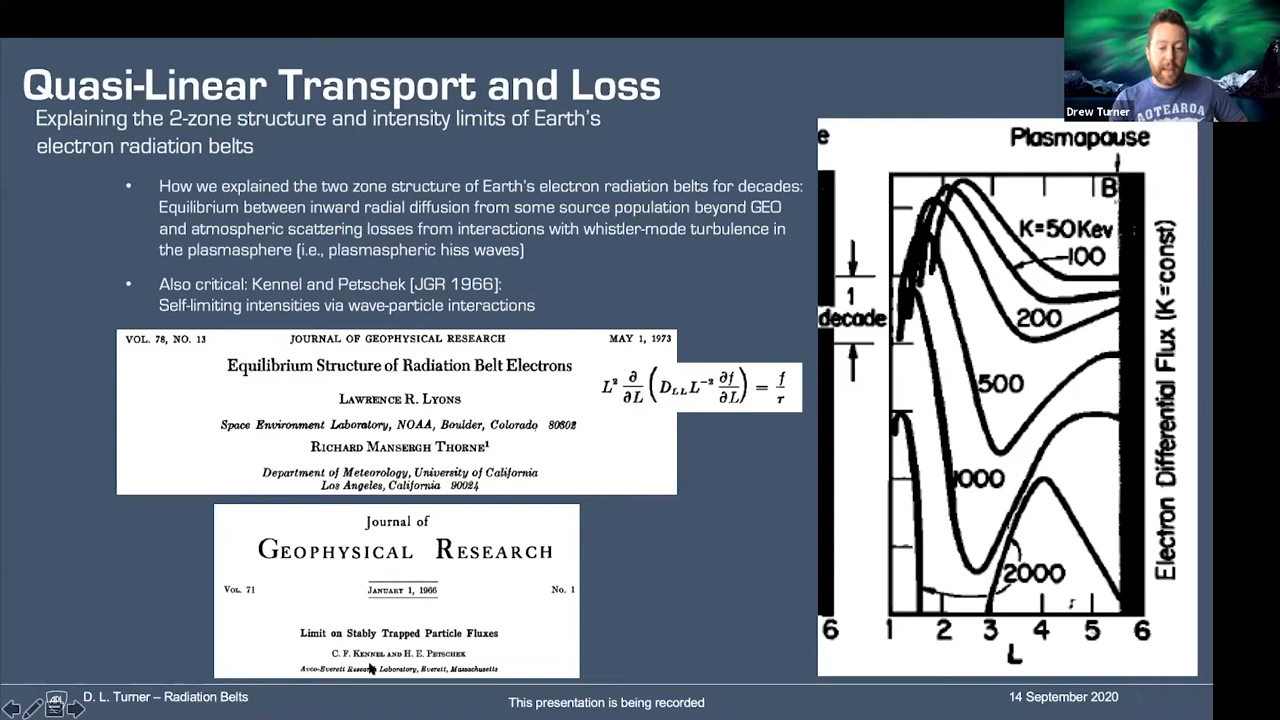 Quasi-Linear Transport and Loss
Explaining the 2-zone structure and intensity limits of Earth's
electron radiation belts
• How we explained the two zone structure of Earth's electron radiation belts for decades:
Equilibrium between inward radial diffusion from some source population beyond GEO
and atmospheric scattering losses from interactions with whistler-mode turbulence in
the plasmasphere (i.e., plasmaspheric hiss waves)
• Also critical: Kennel and Petschek [JGR 1966]:
Self-limiting intensities via wave-particle interactions
VOL. 78, NO. 13 JOURNAL OF GEOPHYSICAL RESEARCH MAY 1, 1973
Equilibrium Structure of Radiation Belt Electrons
LAWRENCE R. LYONS
Space Environment Laboratory, NOAA, Boulder, Colorado 80302
RICHARD MANSERGH THORNE¹
Department of Meteorology, University of California
Los Angeles, California 90024
L² ∂/∂L (D_LL L⁻² ∂f/∂L) = f/τ
Journal of
GEOPHYSICAL RESEARCH
VOL. 71 JANUARY 1, 1966 No. 1
Limit on Stably Trapped Particle Fluxes
C. F. KENNEL AND H. E. PETSCHEK
Avco-Everett Research Laboratory, Everett, Massachusetts
Drew Turner
AOTEAROA
e
Plasmapause
B
K=50Kev
100
1
decade
200
500
1000
2000
6 1 2 3 4 5 6
L
Electron Differential Flux (K=const)
D. L. Turner – Radiation Belts
This presentation is being recorded
14 September 2020